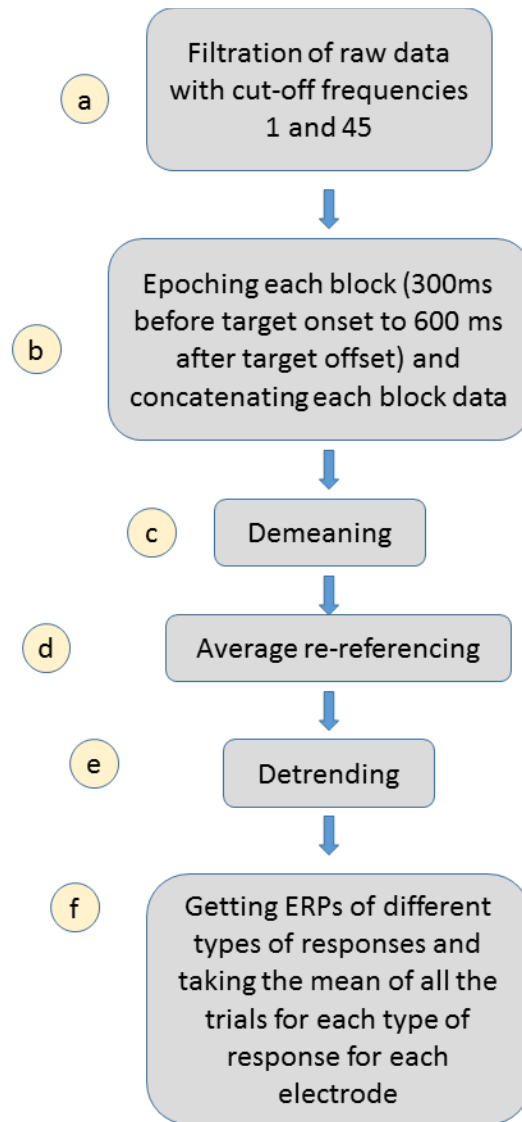 a
Filtration of raw data
with cut-off frequencies
1 and 45
b
Epoching each block (300ms
before target onset to 600 ms
after target offset) and
concatenating each block data
c
Demeaning
d
Average re-referencing
e
Detrending
f
Getting ERPs of different
types of responses and
taking the mean of all the
trials for each type of
response for each
electrode